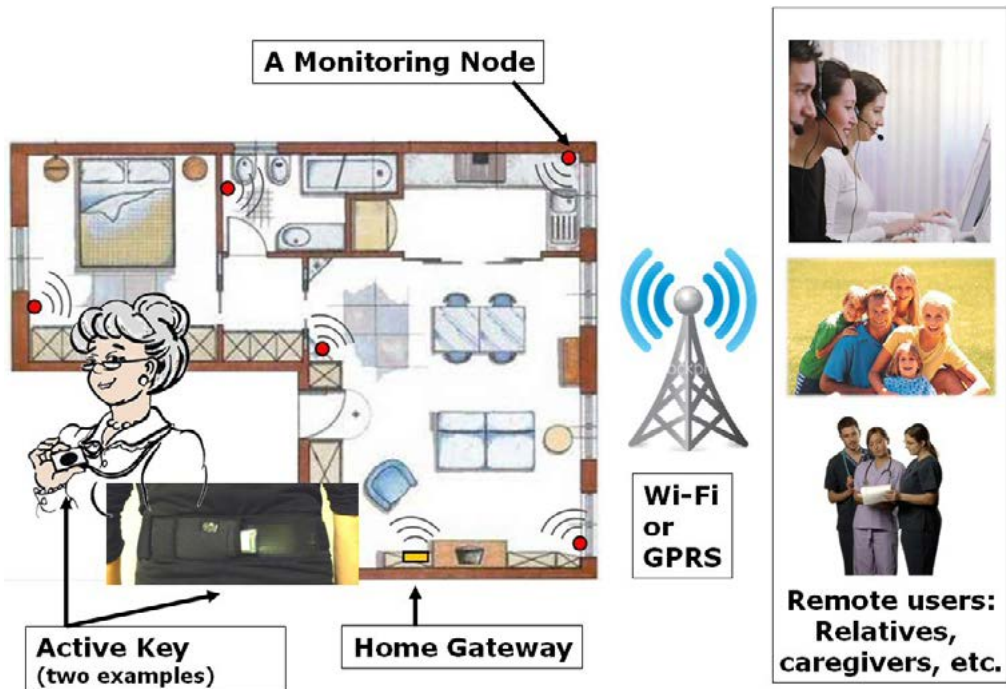 A Monitoring Node
Wi-Fi
or
GPRS
Active Key
(two examples)
Home Gateway
Remote users:
Relatives,
caregivers, etc.